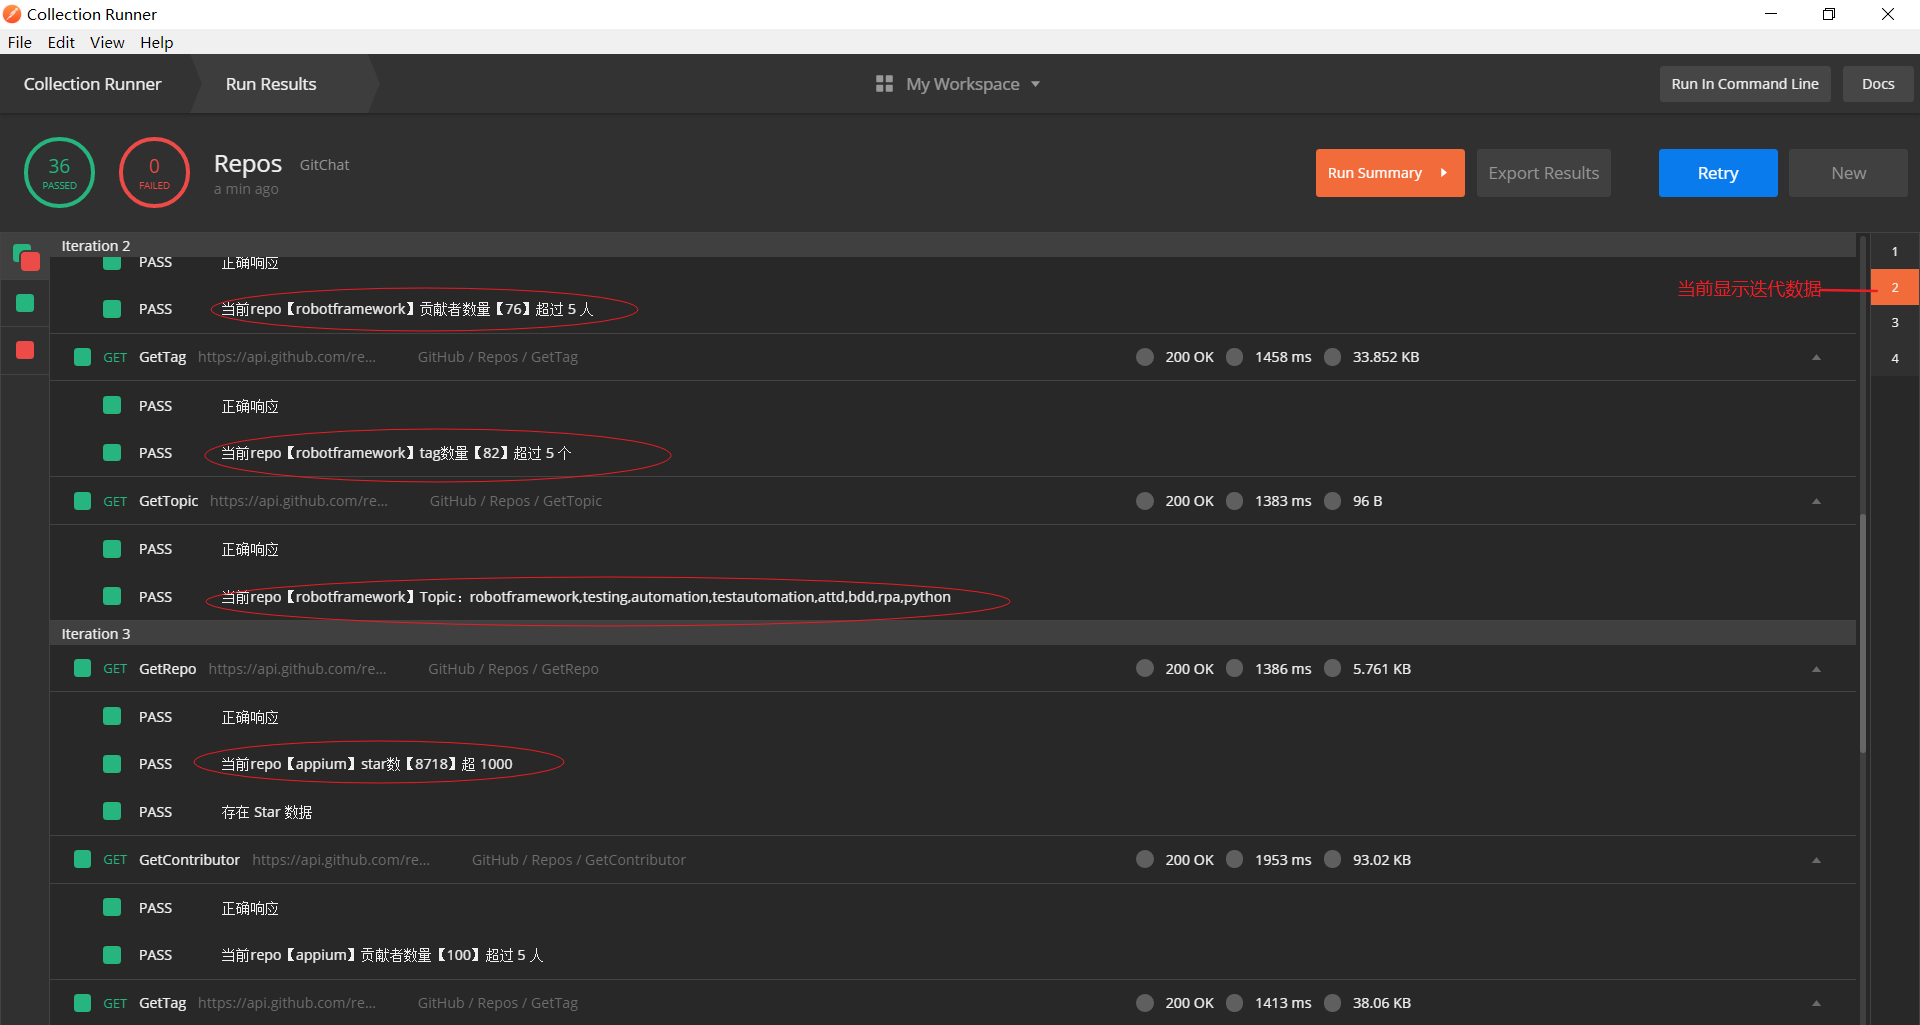 Collection Runner
File Edit View Help
Collection Runner Run Results My Workspace Run In Command Line Docs
36 PASSED 0 FAILED Repos GitChat a min ago Run Summary Export Results Retry New
Iteration 2 1
PASS 正确响应
当前显示迭代数据 2
PASS 当前repo【robotframework】贡献者数量【76】超过 5 人
3
GET GetTag https://api.github.com/re... GitHub / Repos / GetTag 200 OK 1458 ms 33.852 KB 4
PASS 正确响应
PASS 当前repo【robotframework】tag数量【82】超过 5 个
GET GetTopic https://api.github.com/re... GitHub / Repos / GetTopic 200 OK 1383 ms 96 B
PASS 正确响应
PASS 当前repo【robotframework】Topic：robotframework,testing,automation,testautomation,attd,bdd,rpa,python
Iteration 3
GET GetRepo https://api.github.com/re... GitHub / Repos / GetRepo 200 OK 1386 ms 5.761 KB
PASS 正确响应
PASS 当前repo【appium】star数【8718】超 1000
PASS 存在 Star 数据
GET GetContributor https://api.github.com/re... GitHub / Repos / GetContributor 200 OK 1953 ms 93.02 KB
PASS 正确响应
PASS 当前repo【appium】贡献者数量【100】超过 5 人
GET GetTag https://api.github.com/re... GitHub / Repos / GetTag 200 OK 1413 ms 38.06 KB